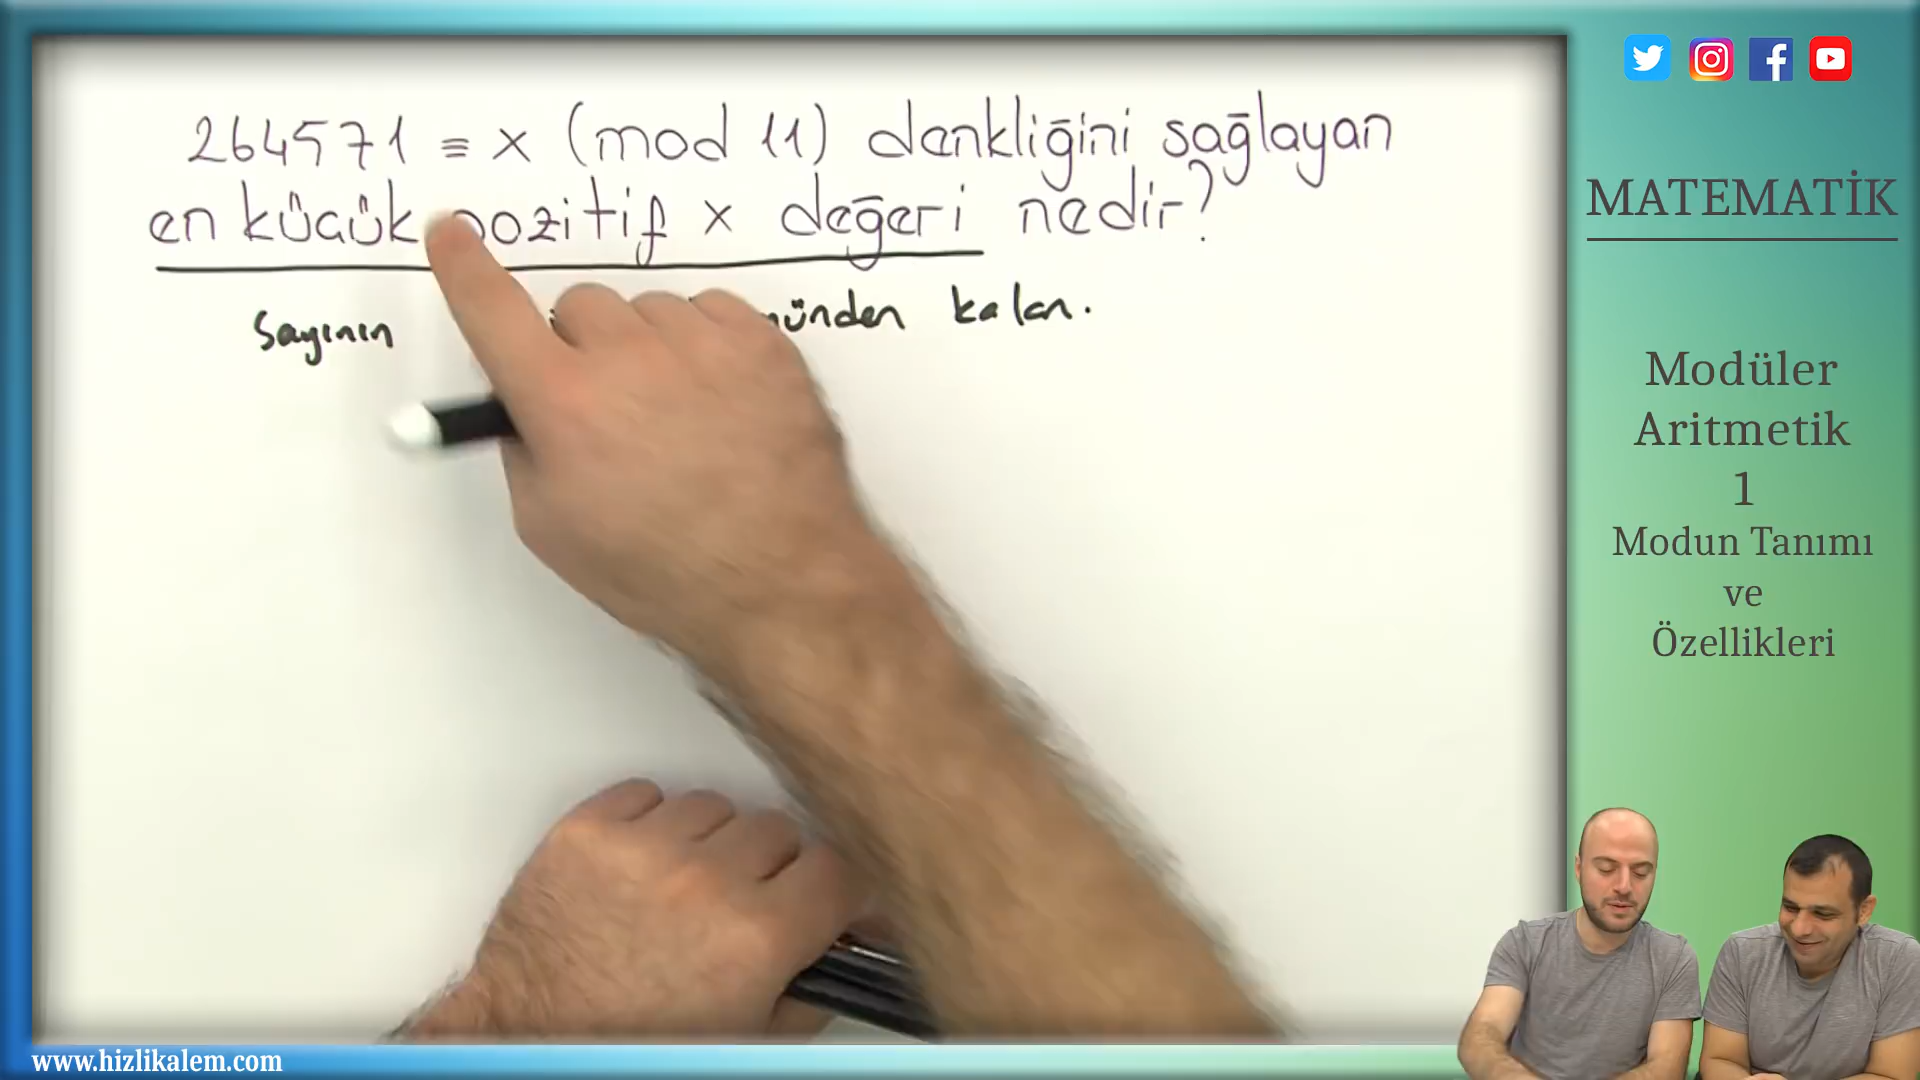 264571 ≡ x (mod 11) denkliğini sağlayan
en küçük pozitif x değeri nedir?
Sayının kalan.
MATEMATİK
Modüler
Aritmetik
1
Modun Tanımı
ve
Özellikleri
www.hizlikalem.com